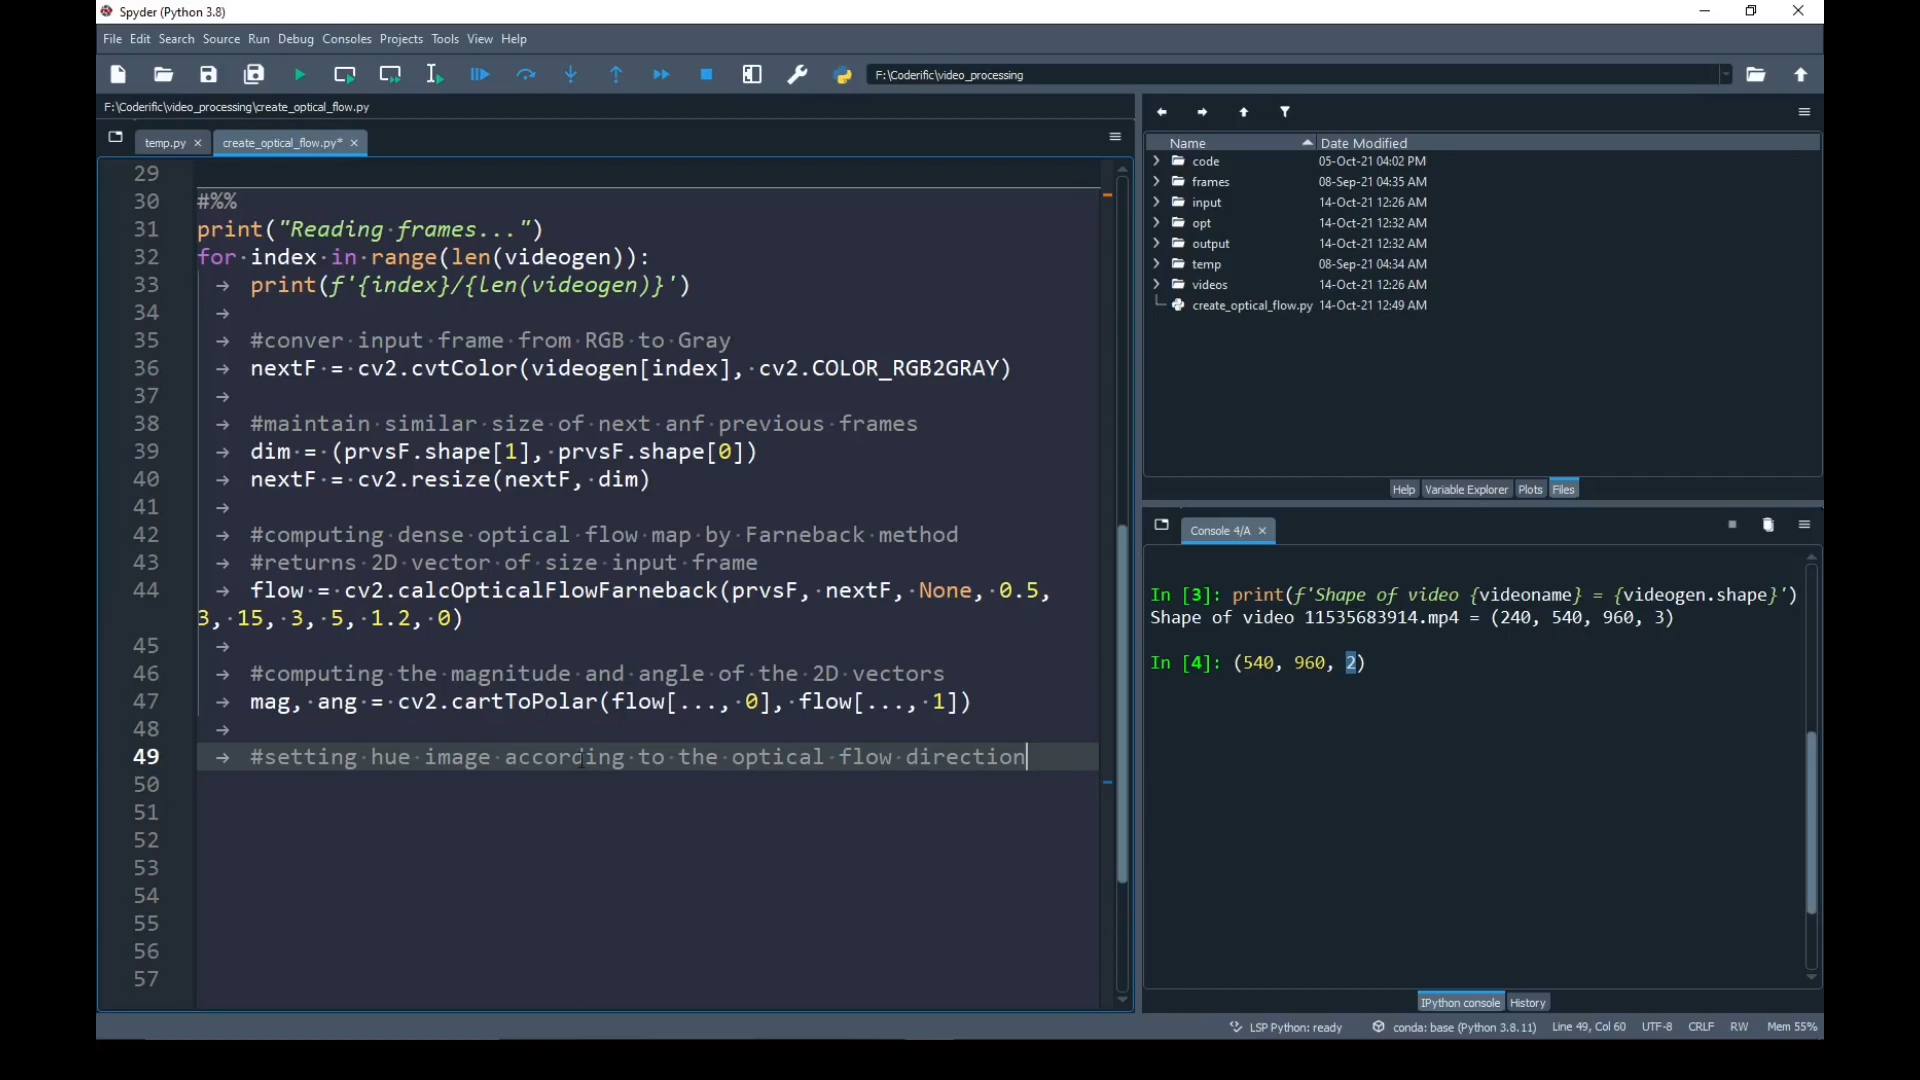 Spyder (Python 3.8)
File Edit Search Source Run Debug Consoles Projects Tools View Help
F:\Coderific\video_processing
F:\Coderific\video_processing\create_optical_flow.py
temp.py
create_optical_flow.py*
29
30 #%%
31 print("Reading frames...")
32 for index in range(len(videogen)):
33 print(f'{index}/{len(videogen)}')
34
35 #conver input frame from RGB to Gray
36 nextF = cv2.cvtColor(videogen[index], cv2.COLOR_RGB2GRAY)
37
38 #maintain similar size of next anf previous frames
39 dim = (prvsF.shape[1], prvsF.shape[0])
40 nextF = cv2.resize(nextF, dim)
41
42 #computing dense optical flow map by Farneback method
43 #returns 2D vector of size input frame
44 flow = cv2.calcOpticalFlowFarneback(prvsF, nextF, None, 0.5,
3, 15, 3, 5, 1.2, 0)
45
46 #computing the magnitude and angle of the 2D vectors
47 mag, ang = cv2.cartToPolar(flow[..., 0], flow[..., 1])
48
49 #setting hue image according to the optical flow direction
50
51
52
53
54
55
56
57
Name Date Modified
code 05-Oct-21 04:02 PM
frames 08-Sep-21 04:35 AM
input 14-Oct-21 12:26 AM
opt 14-Oct-21 12:32 AM
output 14-Oct-21 12:32 AM
temp 08-Sep-21 04:34 AM
videos 14-Oct-21 12:26 AM
create_optical_flow.py 14-Oct-21 12:49 AM
Help Variable Explorer Plots Files
Console 4/A
In [3]: print(f'Shape of video {videoname} = {videogen.shape}')
Shape of video 11535683914.mp4 = (240, 540, 960, 3)
In [4]: (540, 960, 2)
IPython console History
LSP Python: ready conda: base (Python 3.8.11) Line 49, Col 60 UTF-8 CRLF RW Mem 55%